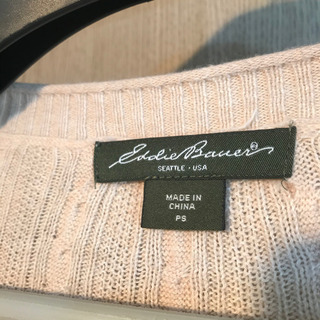 Eddie Bauer®
SEATTLE • USA
MADE IN
CHINA
PS